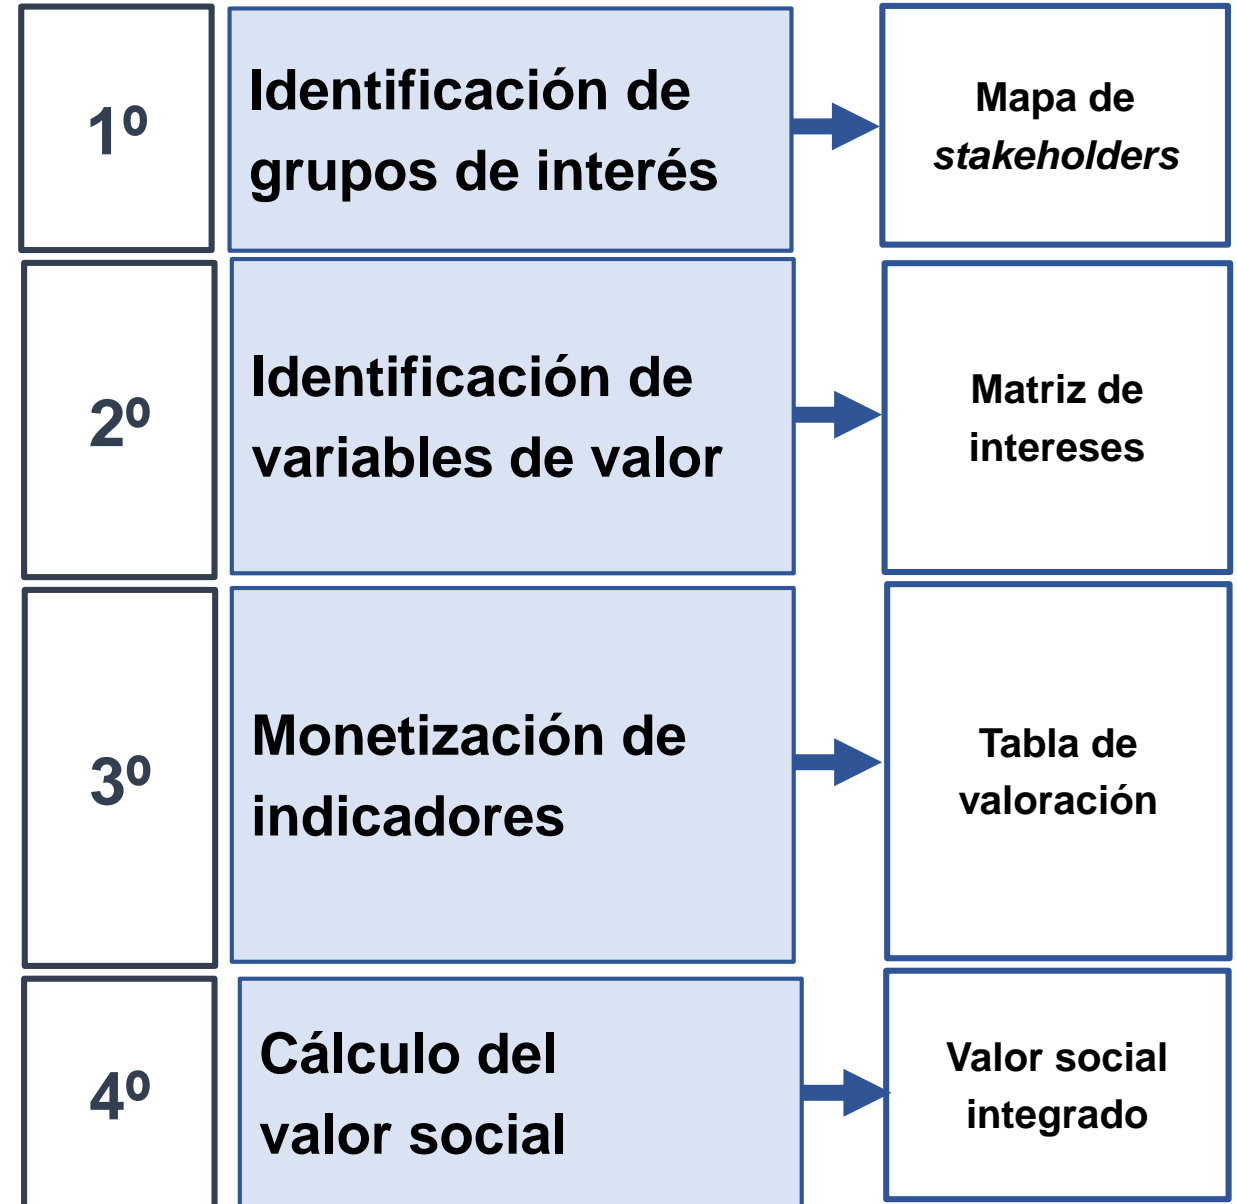 1º
Identificación de
grupos de interés
Mapa de
stakeholders
2º
Identificación de
variables de valor
Matriz de
intereses
3º
Monetización de
indicadores
Tabla de
valoración
4º
Cálculo del
valor social
Valor social
integrado